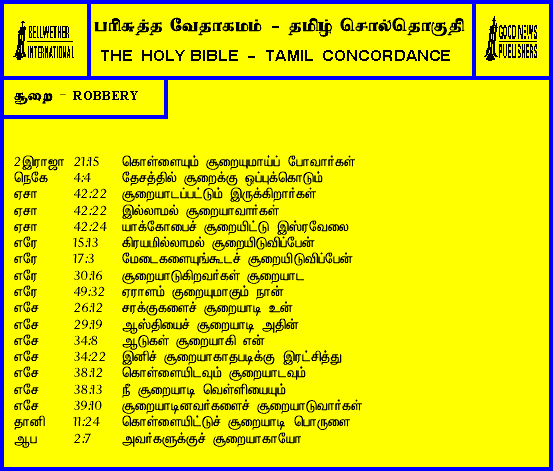 BELLWETHER
INTERNATIONAL
பரிசுத்த வேதாகமம் - தமிழ் சொல்தொகுதி
THE HOLY BIBLE - TAMIL CONCORDANCE
GOOD NEWS
PUBLISHERS
சூறை - ROBBERY
2இராஜா 21:15 கொள்ளையும் சூறையுமாய்ப் போவார்கள்
நெகே 4:4 தேசத்தில் சூறைக்கு ஒப்புக்கொடும்
ஏசா 42:22 சூறையாடப்பட்டும் இருக்கிறார்கள்
ஏசா 42:22 இல்லாமல் சூறையாவார்கள்
ஏசா 42:24 யாக்கோபைச் சூறையிட்டு இஸ்ரவேலை
எரே 15:13 கிரயமில்லாமல் சூறையிடுவிப்பேன்
எரே 17:3 மேடைகளையுங்கூடச் சூறையிடுவிப்பேன்
எரே 30:16 சூறையாடுகிறவர்கள் சூறையாட
எரே 49:32 ஏராளம் சூறையுமாகும் நான்
எசே 26:12 சரக்குகளைச் சூறையாடி உன்
எசே 29:19 ஆஸ்தியைச் சூறையாடி அதின்
எசே 34:8 ஆடுகள் சூறையாகி என்
எசே 34:22 இனிச் சூறையாகாதபடிக்கு இரட்சித்து
எசே 38:12 கொள்ளையிடவும் சூறையாடவும்
எசே 38:13 நீ சூறையாடி வெள்ளியையும்
எசே 39:10 சூறையாடினவர்களைச் சூறையாடுவார்கள்
தானி 11:24 கொள்ளையிட்டுச் சூறையாடி பொருளை
ஆப 2:7 அவர்களுக்குச் சூறையாகாயோ